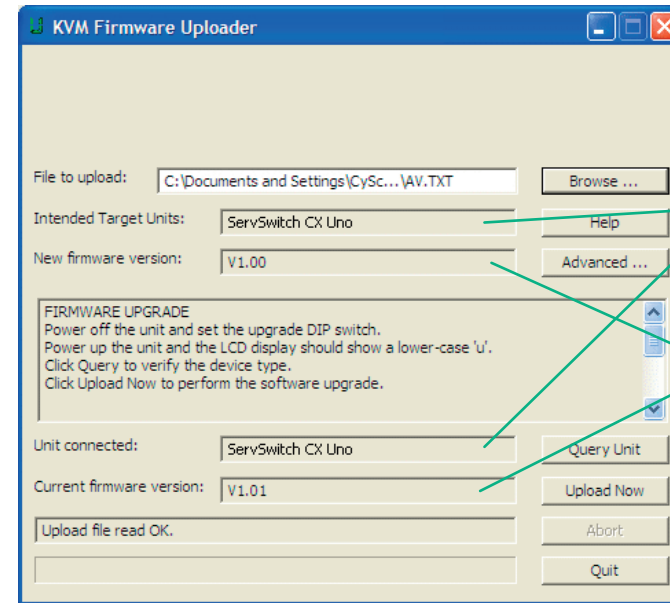 KVM Firmware Uploader
File to upload: C:\Documents and Settings\CySc...\AV.TXT Browse ...
Intended Target Units: ServSwitch CX Uno Help
New firmware version: V1.00 Advanced ...
FIRMWARE UPGRADE
Power off the unit and set the upgrade DIP switch.
Power up the unit and the LCD display should show a lower-case 'u'.
Click Query to verify the device type.
Click Upload Now to perform the software upgrade.
Unit connected: ServSwitch CX Uno Query Unit
Current firmware version: V1.01 Upload Now
Upload file read OK. Abort
Quit